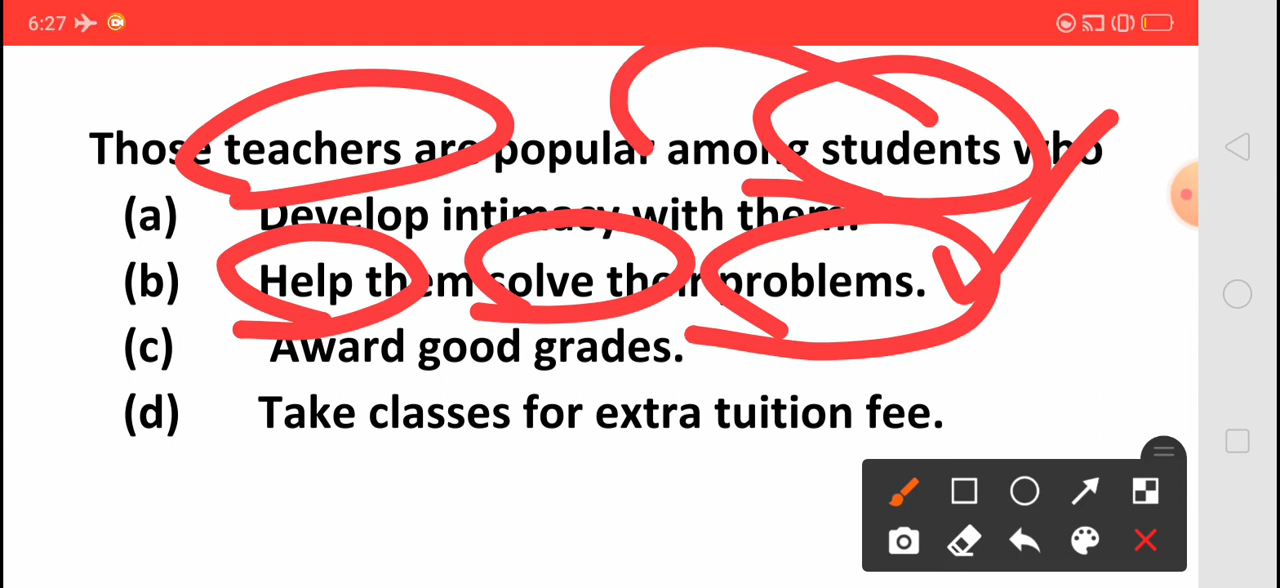 6:27
Those teachers are popular among students who
(a) Develop intimacy with them.
(b) Help them solve their problems.
(c) Award good grades.
(d) Take classes for extra tuition fee.